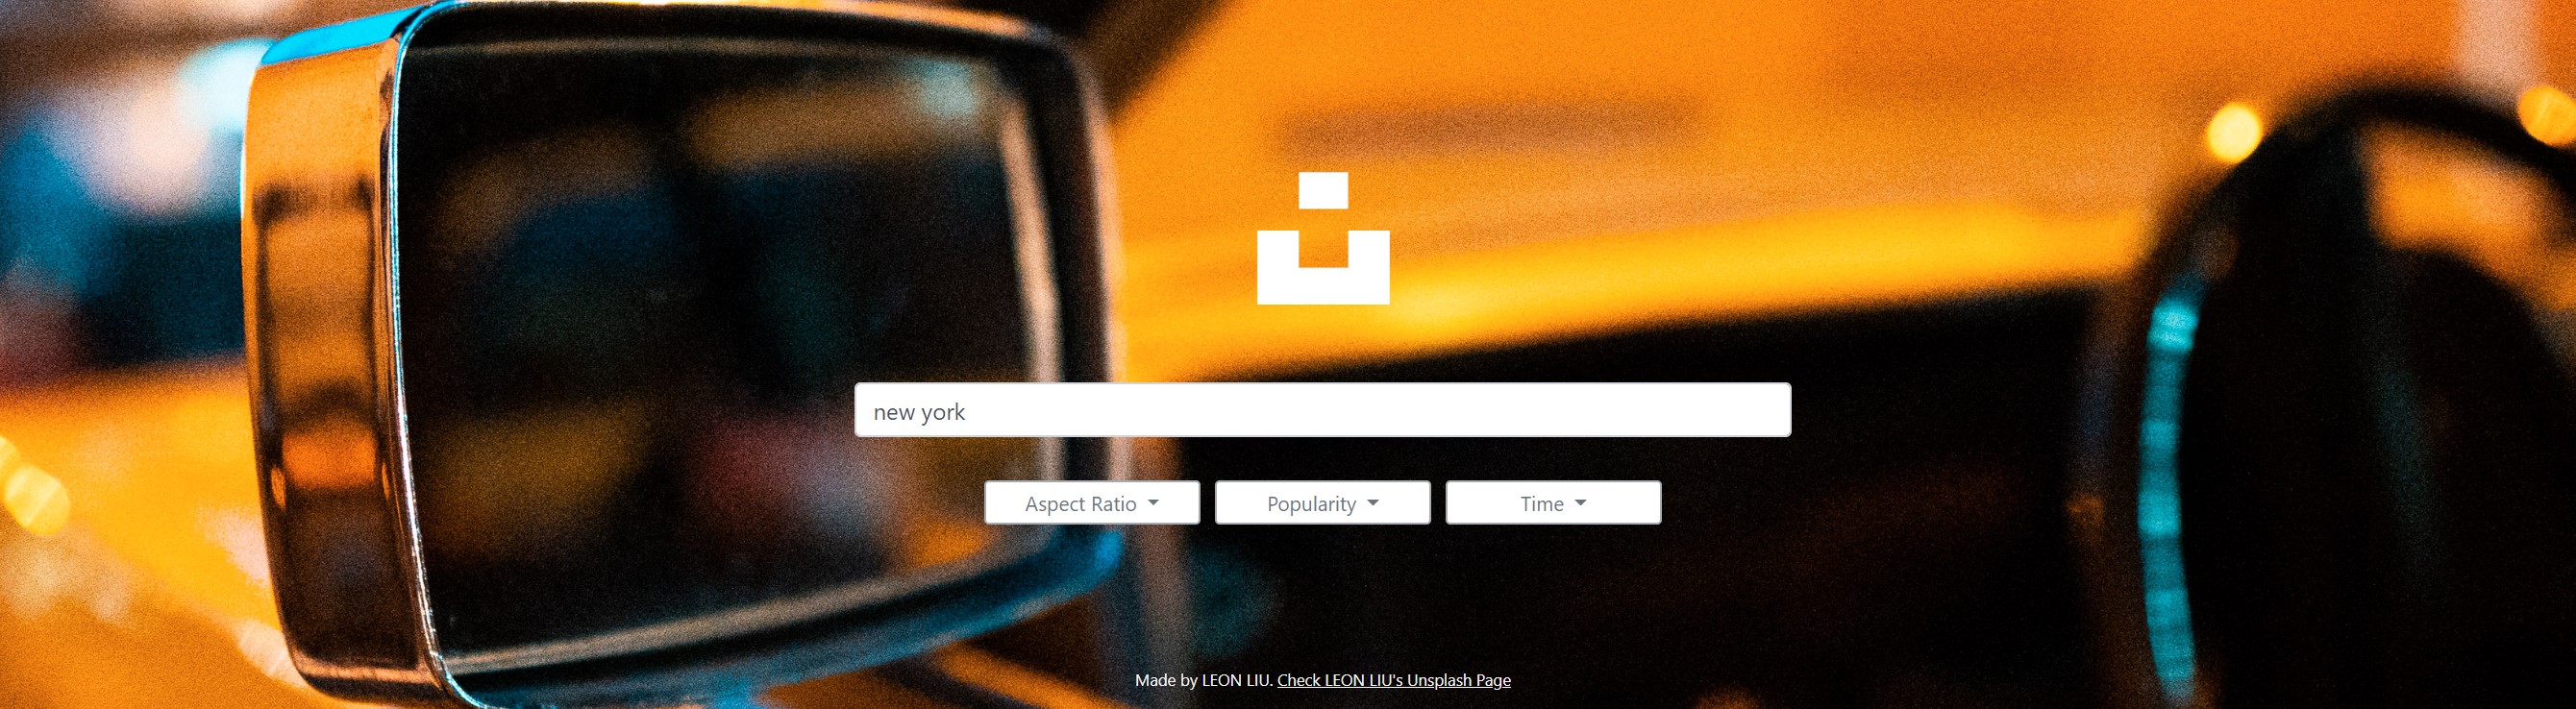 new york
Aspect Ratio
Popularity
Time
Made by LEON LIU. Check LEON LIU's Unsplash Page